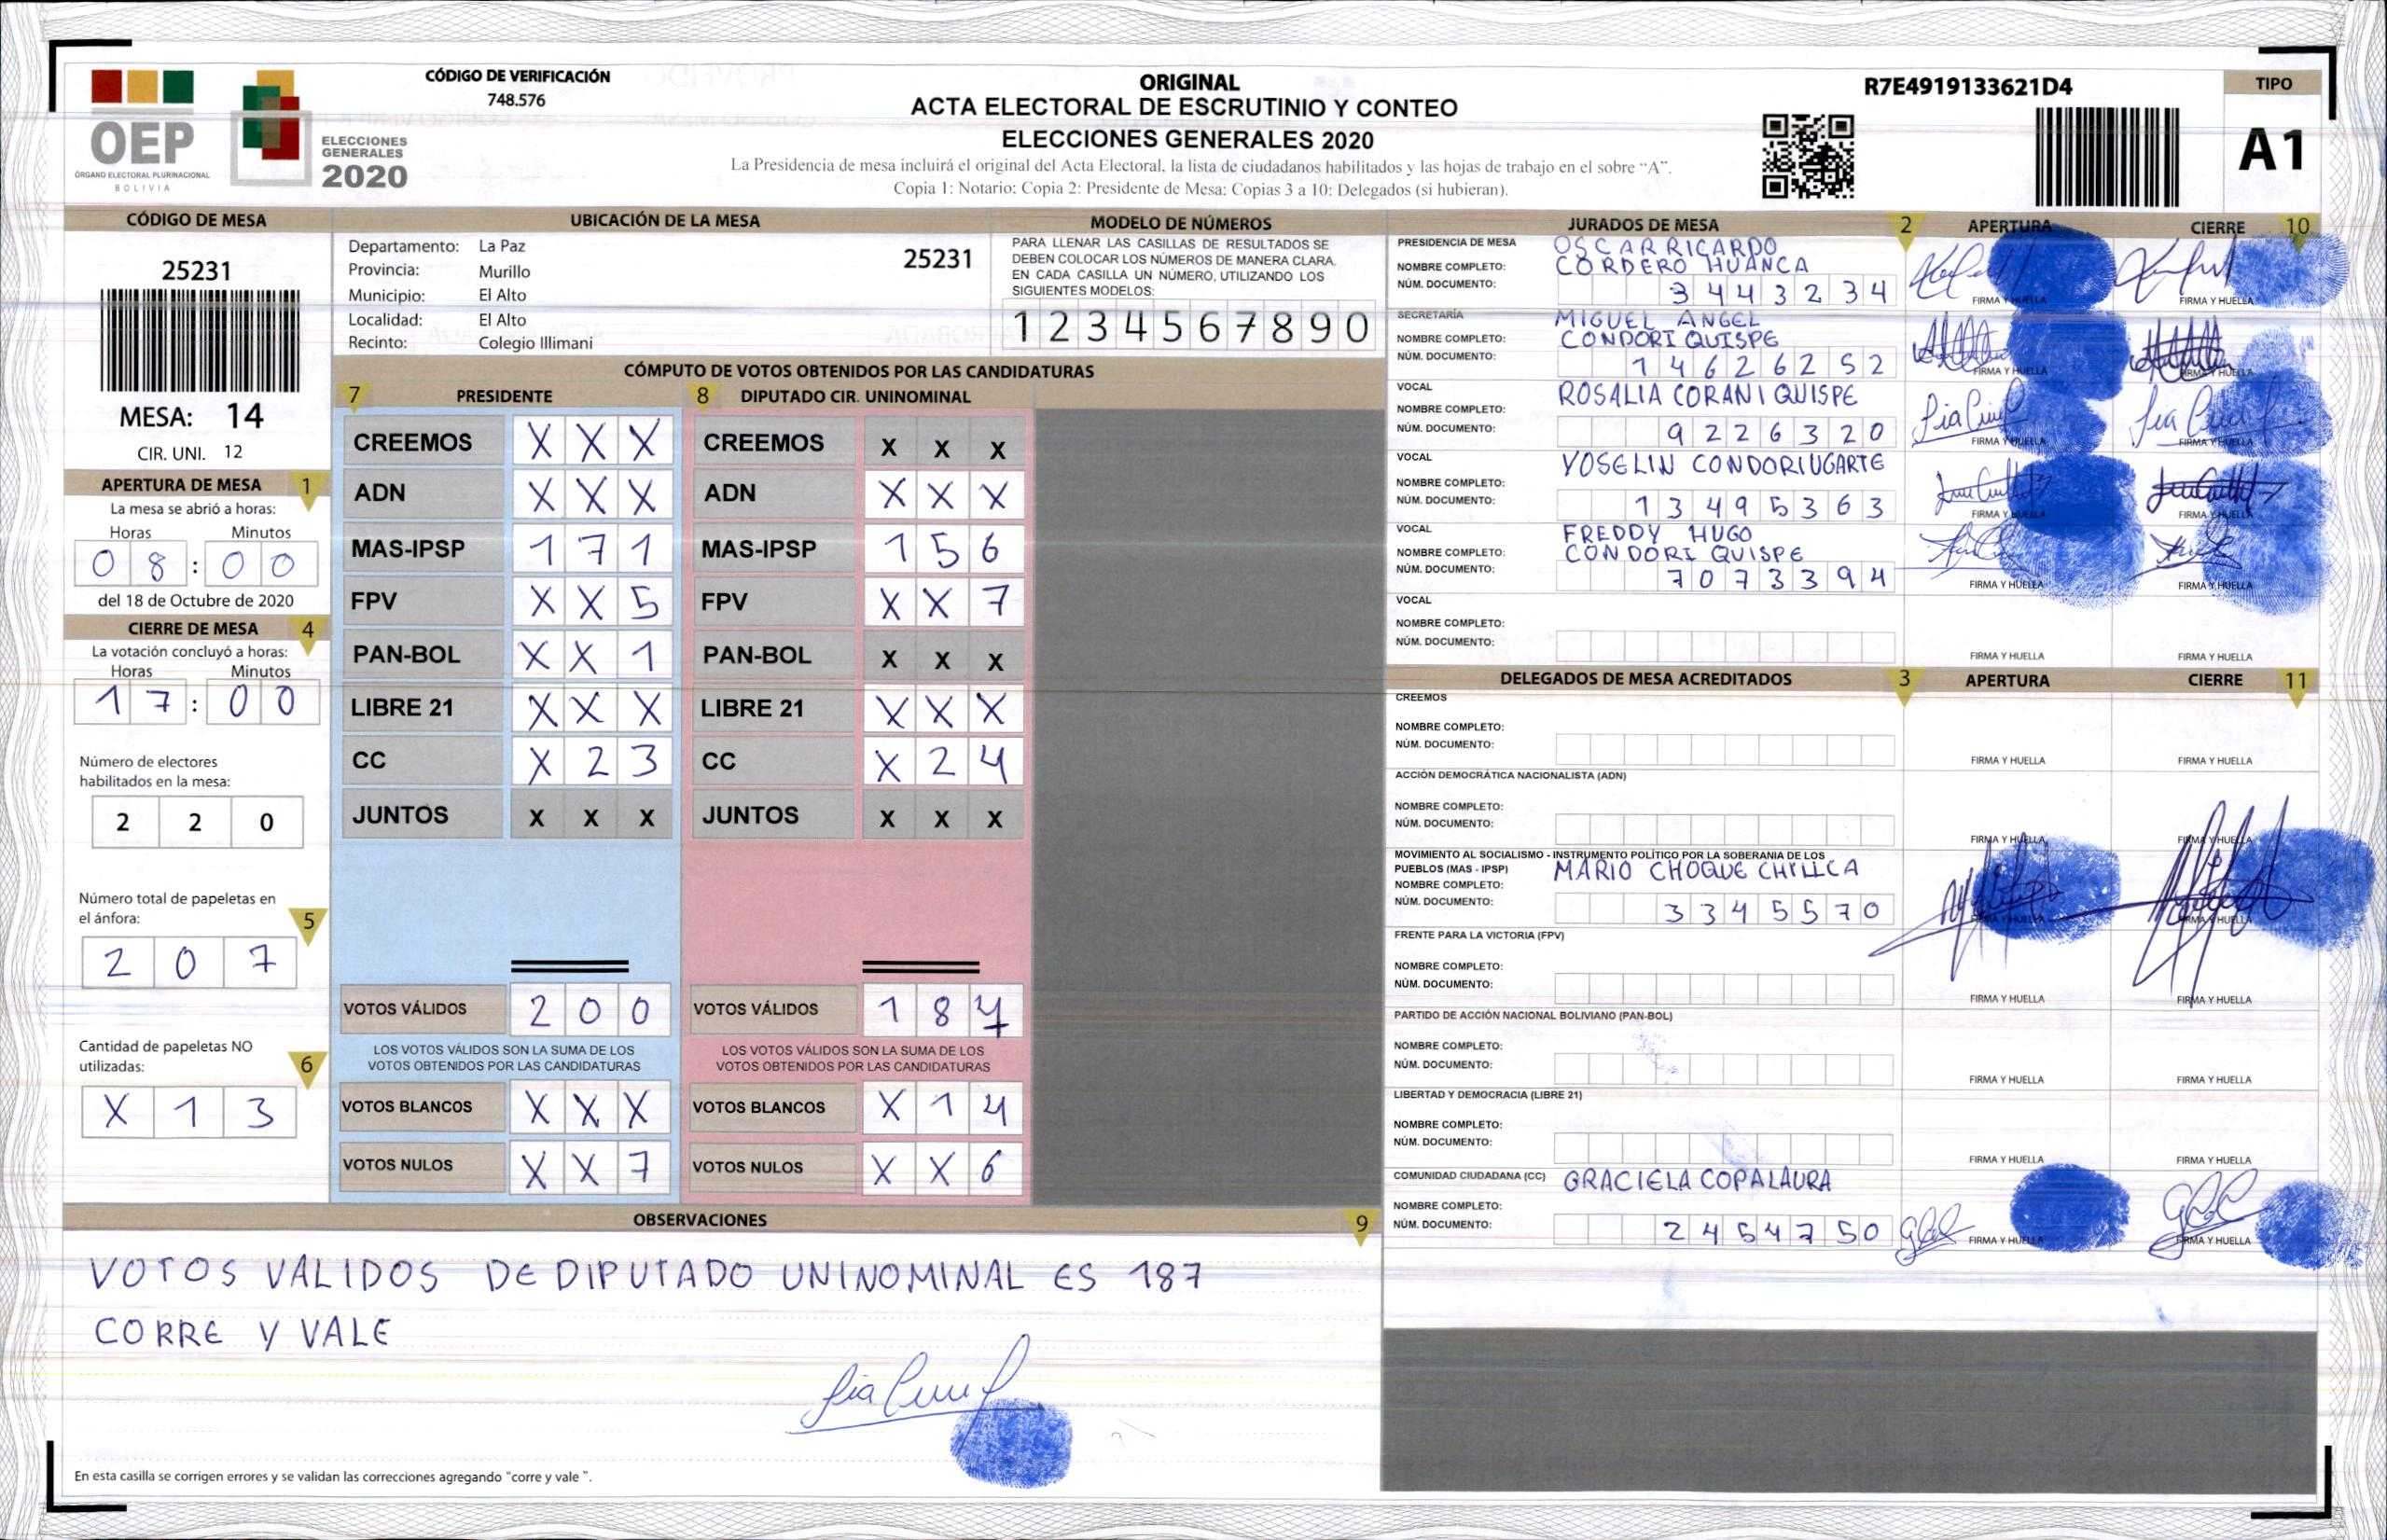 CÓDIGO DE VERIFICACIÓN
748.576
OEP
ÓRGANO ELECTORAL PLURINACIONAL
BOLIVIA
ELECCIONES
GENERALES
2020
ORIGINAL
ACTA ELECTORAL DE ESCRUTINIO Y CONTEO
ELECCIONES GENERALES 2020
La Presidencia de mesa incluirá el original del Acta Electoral, la lista de ciudadanos habilitados y las hojas de trabajo en el sobre “A”.
Copia 1: Notario; Copia 2: Presidente de Mesa; Copias 3 a 10: Delegados (si hubieran).
R7E4919133621D4
TIPO
A1
CÓDIGO DE MESA
25231
MESA: 14
CIR. UNI. 12
APERTURA DE MESA 1
La mesa se abrió a horas:
Horas Minutos
0 8 : 0 0
del 18 de Octubre de 2020
CIERRE DE MESA 4
La votación concluyó a horas:
Horas Minutos
1 7 : 0 0
Número de electores
habilitados en la mesa:
2 2 0
Número total de papeletas en
el ánfora: 5
2 0 7
Cantidad de papeletas NO
utilizadas: 6
X 1 3
UBICACIÓN DE LA MESA
Departamento: La Paz
25231
Provincia: Murillo
Municipio: El Alto
Localidad: El Alto
Recinto: Colegio Illimani
MODELO DE NÚMEROS
PARA LLENAR LAS CASILLAS DE RESULTADOS SE
DEBEN COLOCAR LOS NÚMEROS DE MANERA CLARA.
EN CADA CASILLA UN NÚMERO, UTILIZANDO LOS
SIGUIENTES MODELOS:
1 2 3 4 5 6 7 8 9 0
CÓMPUTO DE VOTOS OBTENIDOS POR LAS CANDIDATURAS
7 PRESIDENTE 8 DIPUTADO CIR. UNINOMINAL
CREEMOS X X X CREEMOS X X X
ADN X X X ADN X X X
MAS-IPSP 1 7 1 MAS-IPSP 1 5 6
FPV X X 5 FPV X X 7
PAN-BOL X X 1 PAN-BOL X X X
LIBRE 21 X X X LIBRE 21 X X X
CC X 2 3 CC X 2 4
JUNTOS X X X JUNTOS X X X
VOTOS VÁLIDOS 2 0 0 VOTOS VÁLIDOS 1 8 7
LOS VOTOS VÁLIDOS SON LA SUMA DE LOS LOS VOTOS VÁLIDOS SON LA SUMA DE LOS
VOTOS OBTENIDOS POR LAS CANDIDATURAS VOTOS OBTENIDOS POR LAS CANDIDATURAS
VOTOS BLANCOS X X X VOTOS BLANCOS X 1 4
VOTOS NULOS X X 7 VOTOS NULOS X X 6
OBSERVACIONES 9
VOTOS VALIDOS DE DIPUTADO UNINOMINAL ES 187
CORRE Y VALE
En esta casilla se corrigen errores y se validan las correcciones agregando “corre y vale ”.
JURADOS DE MESA 2 APERTURA CIERRE 10
PRESIDENCIA DE MESA OSCAR RICARDO
NOMBRE COMPLETO: CORDERO HUANCA
NÚM. DOCUMENTO: 3 4 4 3 2 3 4
FIRMA Y HUELLA FIRMA Y HUELLA
SECRETARÍA MIGUEL ANGEL
NOMBRE COMPLETO: CONDORI QUISPE
NÚM. DOCUMENTO: 1 4 6 2 6 2 5 2
FIRMA Y HUELLA FIRMA Y HUELLA
VOCAL ROSALIA CORANI QUISPE
NOMBRE COMPLETO:
NÚM. DOCUMENTO: 9 2 2 6 3 2 0
FIRMA Y HUELLA FIRMA Y HUELLA
VOCAL YOSELIN CONDORI UGARTE
NOMBRE COMPLETO:
NÚM. DOCUMENTO: 1 3 4 9 5 3 6 3
FIRMA Y HUELLA FIRMA Y HUELLA
VOCAL FREDDY HUGO
NOMBRE COMPLETO: CONDORI QUISPE
NÚM. DOCUMENTO: 7 0 7 3 3 9 4
FIRMA Y HUELLA FIRMA Y HUELLA
VOCAL
NOMBRE COMPLETO:
NÚM. DOCUMENTO:
FIRMA Y HUELLA FIRMA Y HUELLA
DELEGADOS DE MESA ACREDITADOS 3 APERTURA CIERRE 11
CREEMOS
NOMBRE COMPLETO:
NÚM. DOCUMENTO:
FIRMA Y HUELLA FIRMA Y HUELLA
ACCIÓN DEMOCRÁTICA NACIONALISTA (ADN)
NOMBRE COMPLETO:
NÚM. DOCUMENTO:
FIRMA Y HUELLA FIRMA Y HUELLA
MOVIMIENTO AL SOCIALISMO - INSTRUMENTO POLÍTICO POR LA SOBERANIA DE LOS
PUEBLOS (MAS - IPSP) MARIO CHOQUE CHILLCA
NOMBRE COMPLETO:
NÚM. DOCUMENTO: 3 3 4 5 5 7 0
FIRMA Y HUELLA FIRMA Y HUELLA
FRENTE PARA LA VICTORIA (FPV)
NOMBRE COMPLETO:
NÚM. DOCUMENTO:
FIRMA Y HUELLA FIRMA Y HUELLA
PARTIDO DE ACCIÓN NACIONAL BOLIVIANO (PAN-BOL)
NOMBRE COMPLETO:
NÚM. DOCUMENTO:
FIRMA Y HUELLA FIRMA Y HUELLA
LIBERTAD Y DEMOCRACIA (LIBRE 21)
NOMBRE COMPLETO:
NÚM. DOCUMENTO:
FIRMA Y HUELLA FIRMA Y HUELLA
COMUNIDAD CIUDADANA (CC) GRACIELA COPA LAURA
NOMBRE COMPLETO:
NÚM. DOCUMENTO: 2 4 5 4 7 5 0
FIRMA Y HUELLA FIRMA Y HUELLA